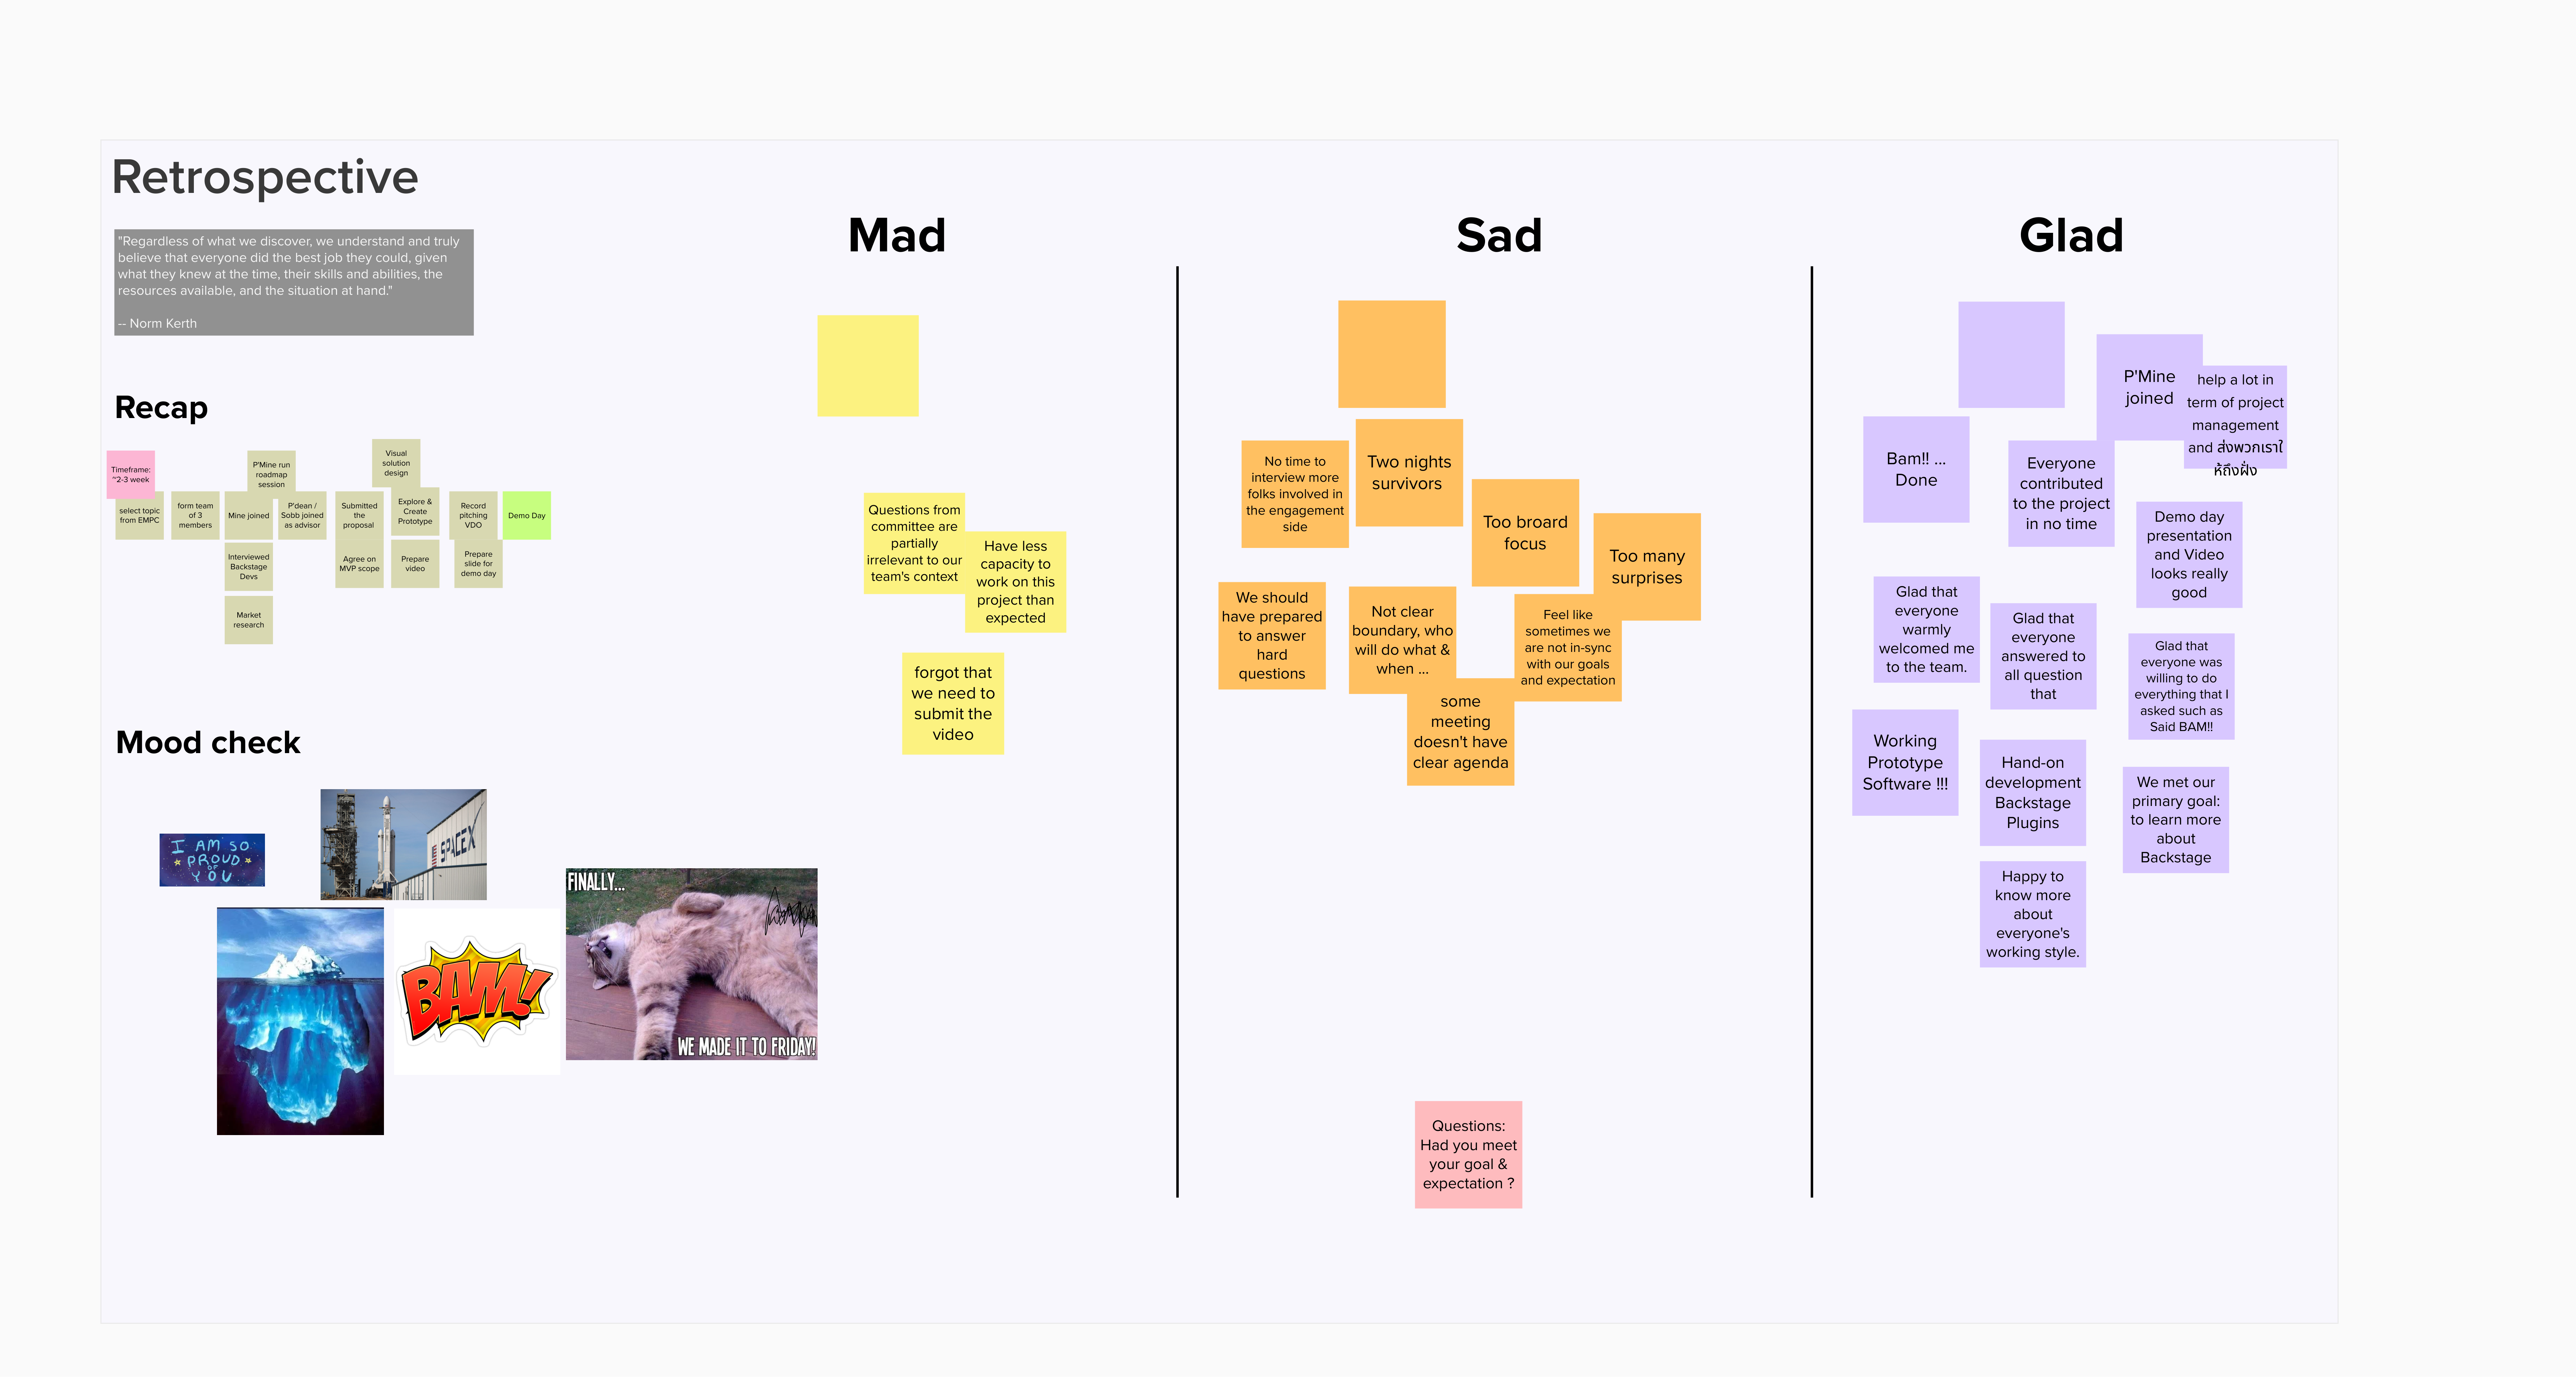 Retrospective
"Regardless of what we discover, we understand and truly
believe that everyone did the best job they could, given
what they knew at the time, their skills and abilities, the
resources available, and the situation at hand."
-- Norm Kerth
Recap
Timeframe:
~2-3 week
select topic
from EMPC
form team
of 3
members
P'Mine run
roadmap
session
Mine joined
Interviewed
Backstage
Devs
Market
research
P'dean /
Sobb joined
as advisor
Submitted
the
proposal
Agree on
MVP scope
Visual
solution
design
Explore &
Create
Prototype
Prepare
video
Record
pitching
VDO
Prepare
slide for
demo day
Demo Day
Mood check
I AM SO
PROUD
OF
YOU
SPACEX
BAM!
FINALLY...
WE MADE IT TO FRIDAY!
Mad
Questions from
committee are
partially
irrelevant to our
team's context
Have less
capacity to
work on this
project than
expected
forgot that
we need to
submit the
video
Sad
No time to
interview more
folks involved in
the engagement
side
Two nights
survivors
Too broard
focus
Too many
surprises
We should
have prepared
to answer
hard
questions
Not clear
boundary, who
will do what &
when ...
Feel like
sometimes we
are not in-sync
with our goals
and expectation
some
meeting
doesn't have
clear agenda
Questions:
Had you meet
your goal &
expectation ?
Glad
P'Mine
joined
help a lot in
term of project
management
and ส่งพวกเราใ
ห้ถึงฝั่ง
Bam!! ...
Done
Everyone
contributed
to the project
in no time
Demo day
presentation
and Video
looks really
good
Glad that
everyone
warmly
welcomed me
to the team.
Glad that
everyone
answered to
all question
that
Glad that
everyone was
willing to do
everything that I
asked such as
Said BAM!!
Working
Prototype
Software !!!
Hand-on
development
Backstage
Plugins
We met our
primary goal:
to learn more
about
Backstage
Happy to
know more
about
everyone's
working style.